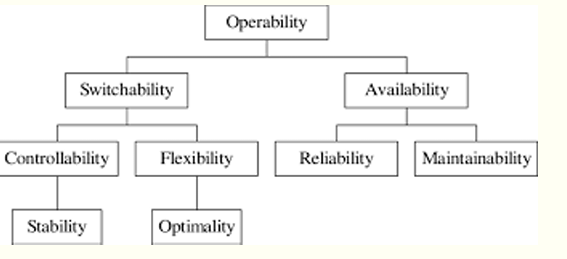 Operability
Switchability
Availability
Controllability
Flexibility
Reliability
Maintainability
Stability
Optimality